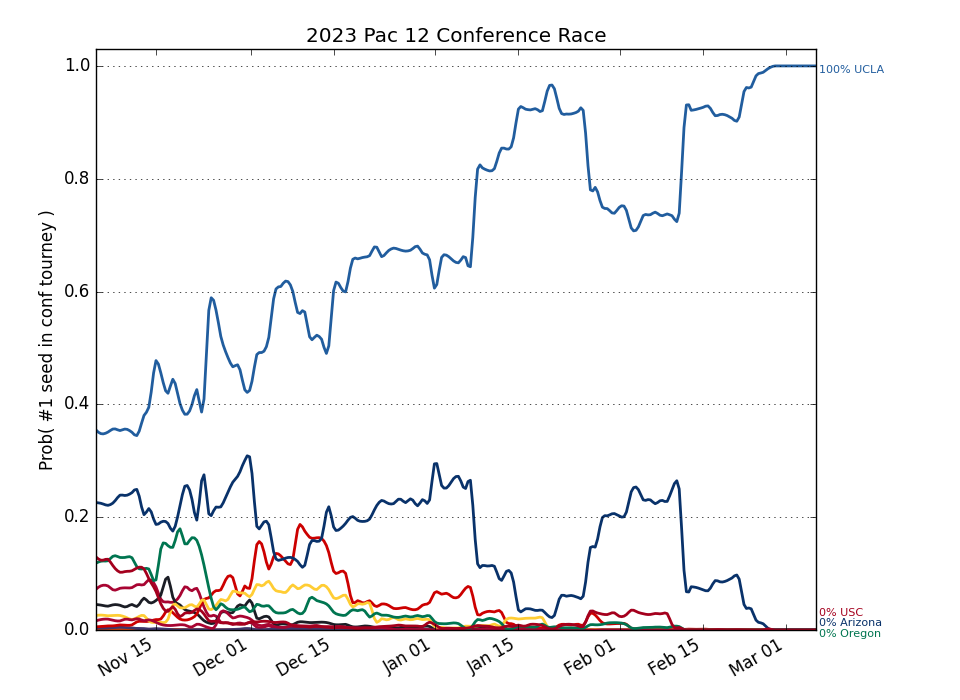 2023 Pac 12 Conference Race
Prob( #1 seed in conf tourney )
1.0
0.8
0.6
0.4
0.2
0.0
Nov 15
Dec 01
Dec 15
Jan 01
Jan 15
Feb 01
Feb 15
Mar 01
100% UCLA
0% USC
0% Arizona
0% Oregon